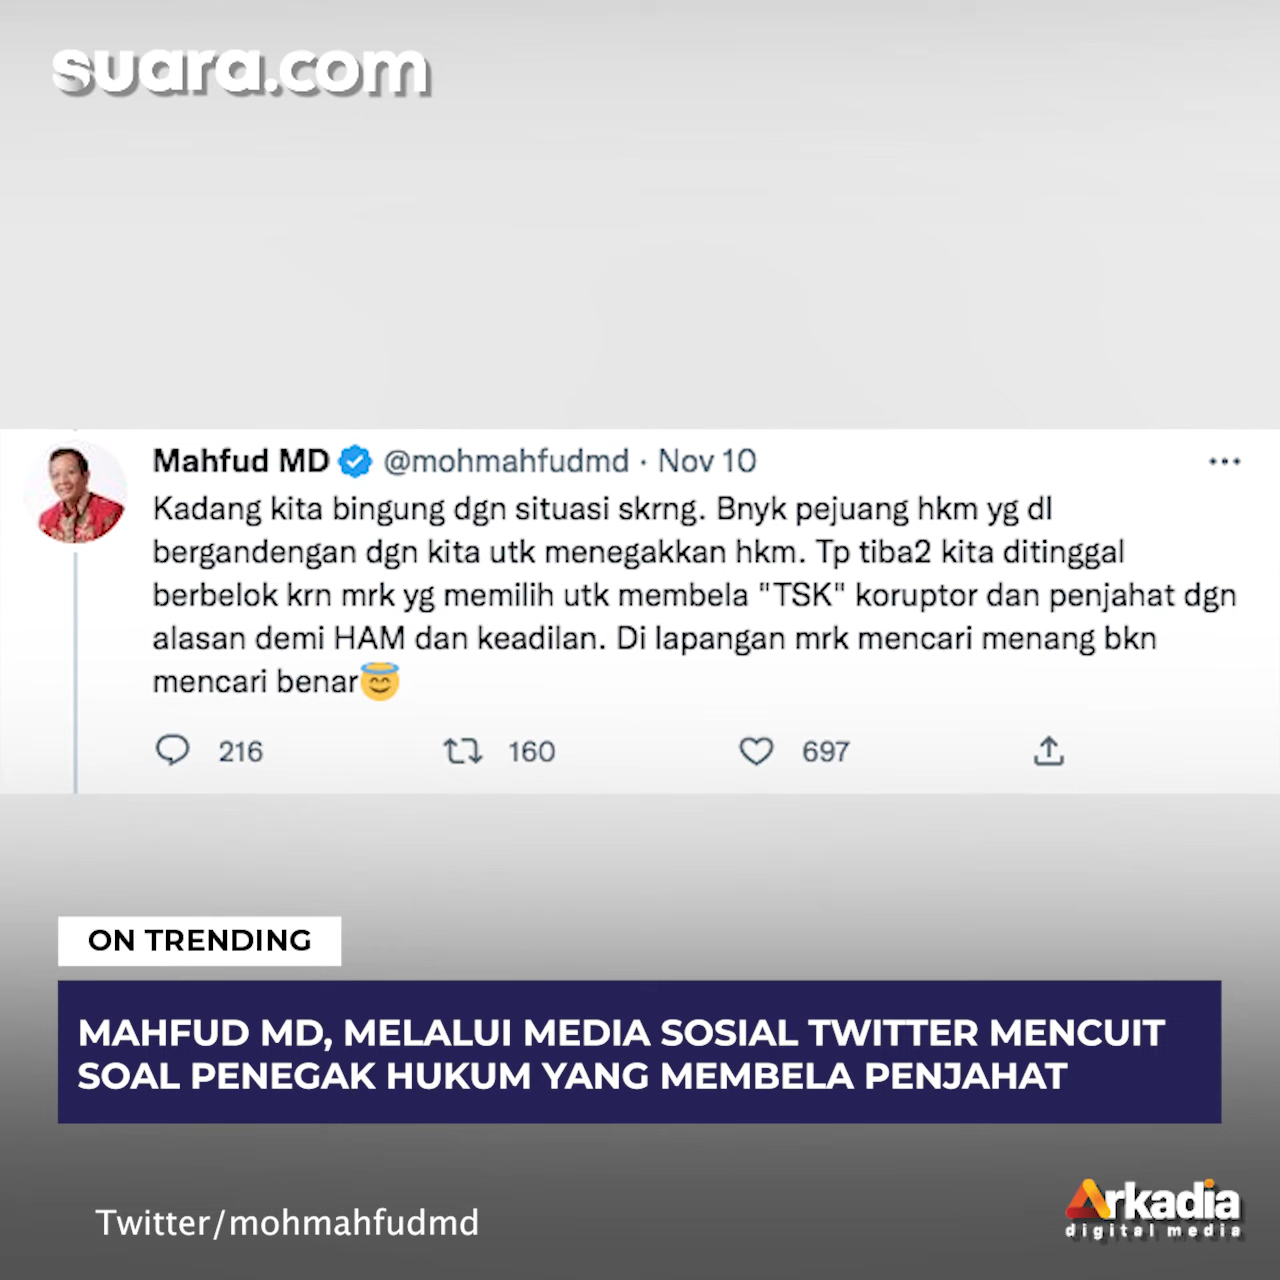 suara.com
Mahfud MD @mohmahfudmd · Nov 10
Kadang kita bingung dgn situasi skrng. Bnyk pejuang hkm yg dl
bergandengan dgn kita utk menegakkan hkm. Tp tiba2 kita ditinggal
berbelok krn mrk yg memilih utk membela "TSK" koruptor dan penjahat dgn
alasan demi HAM dan keadilan. Di lapangan mrk mencari menang bkn
mencari benar😇
216 160 697
ON TRENDING
MAHFUD MD, MELALUI MEDIA SOSIAL TWITTER MENCUIT
SOAL PENEGAK HUKUM YANG MEMBELA PENJAHAT
Twitter/mohmahfudmd
Arkadia
digital media